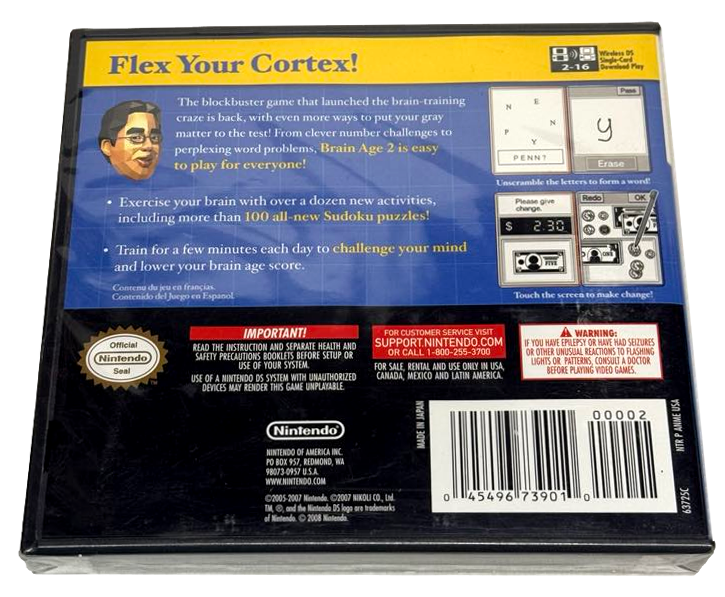 Flex Your Cortex!
2-16
Wireless DS
Single-Card
Download Play
The blockbuster game that launched the brain-training
craze is back, with even more ways to put your gray
matter to the test! From clever number challenges to
perplexing word problems, Brain Age 2 is easy
to play for everyone!
• Exercise your brain with over a dozen new activities,
including more than 100 all-new Sudoku puzzles!
• Train for a few minutes each day to challenge your mind
and lower your brain age score.
Contenu du jeu en français.
Contenido del Juego en Español.
N E
N
P
Y
PENN?
Pass
y
Erase
Unscramble the letters to form a word!
Please give
change.
$ 2.30
FIVE
Redo
OK
ONE
Touch the screen to make change!
Official
Nintendo
Seal
IMPORTANT!
READ THE INSTRUCTION AND SEPARATE HEALTH AND
SAFETY PRECAUTIONS BOOKLETS BEFORE SETUP OR
USE OF YOUR SYSTEM.
USE OF A NINTENDO DS SYSTEM WITH UNAUTHORIZED
DEVICES MAY RENDER THIS GAME UNPLAYABLE.
FOR CUSTOMER SERVICE VISIT
SUPPORT.NINTENDO.COM
OR CALL 1-800-255-3700
FOR SALE, RENTAL AND USE ONLY IN USA,
CANADA, MEXICO AND LATIN AMERICA.
WARNING:
IF YOU HAVE EPILEPSY OR HAVE HAD SEIZURES
OR OTHER UNUSUAL REACTIONS TO FLASHING
LIGHTS OR PATTERNS, CONSULT A DOCTOR
BEFORE PLAYING VIDEO GAMES.
Nintendo
NINTENDO OF AMERICA INC.
PO BOX 957, REDMOND, WA
98073-0957 U.S.A.
WWW.NINTENDO.COM
©2005-2007 Nintendo. ©2007 NIKOLI CO., Ltd.
TM, ®, and the Nintendo DS logo are trademarks
of Nintendo. © 2008 Nintendo.
MADE IN JAPAN
00002
0 45496 73901 0
NTR P ANME USA
63725C